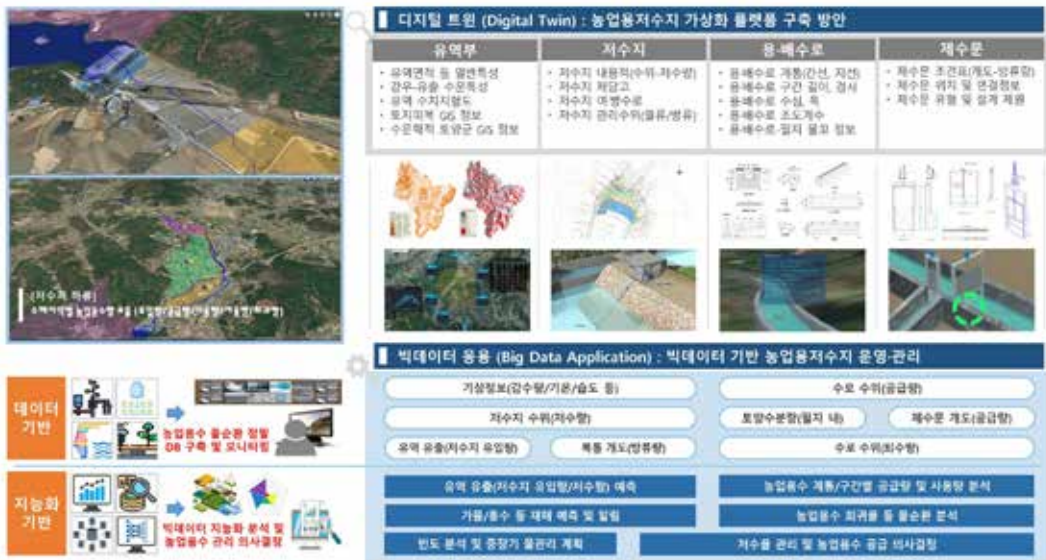 디지털 트윈 (Digital Twin) : 농업용저수지 가상화 플랫폼 구축 방안
유역부
• 유역면적 등 일반특성
• 강우-유출 수문특성
• 유역 수치지형도
• 토지피복 GIS 정보
• 수문학적 토양군 GIS 정보
저수지
• 저수지 내용적(수위-저수량)
• 저수지 제당고
• 저수지 여방수로
• 저수지 관리수위(월류/방류)
용·배수로
• 용·배수로 계통(간선, 지선)
• 용·배수로 구간 길이, 경사
• 용·배수로 수심, 폭
• 용·배수로 조도계수
• 용·배수로-필지 물꼬 정보
제수문
• 제수문 조건표(개도-방류량)
• 제수문 위치 및 연결정보
• 제수문 유형 및 설계 제원
(저수지 하류)
빅데이터 응용 (Big Data Application) : 빅데이터 기반 농업용저수지 운영·관리
데이터
기반
농업용수 물순환 정밀
DB 구축 및 모니터링
기상정보(강수량/기온/습도 등)
수로 수위(공급량)
저수지 수위(저수량)
토양수분량(필지 내)
제수문 개도(공급량)
유역 유출(저수지 유입량)
복통 개도(방류량)
수로 수위(회수량)
지능화
기반
빅데이터 지능화 분석 및
농업용수 관리 의사결정
유역 유출(저수지 유입량/저수량) 예측
농업용수 계통/구간별 공급량 및 사용량 분석
가뭄/홍수 등 재해 예측 및 알림
농업용수 회귀율 등 물순환 분석
빈도 분석 및 중장기 물관리 계획
저수율 관리 및 농업용수 공급 의사결정